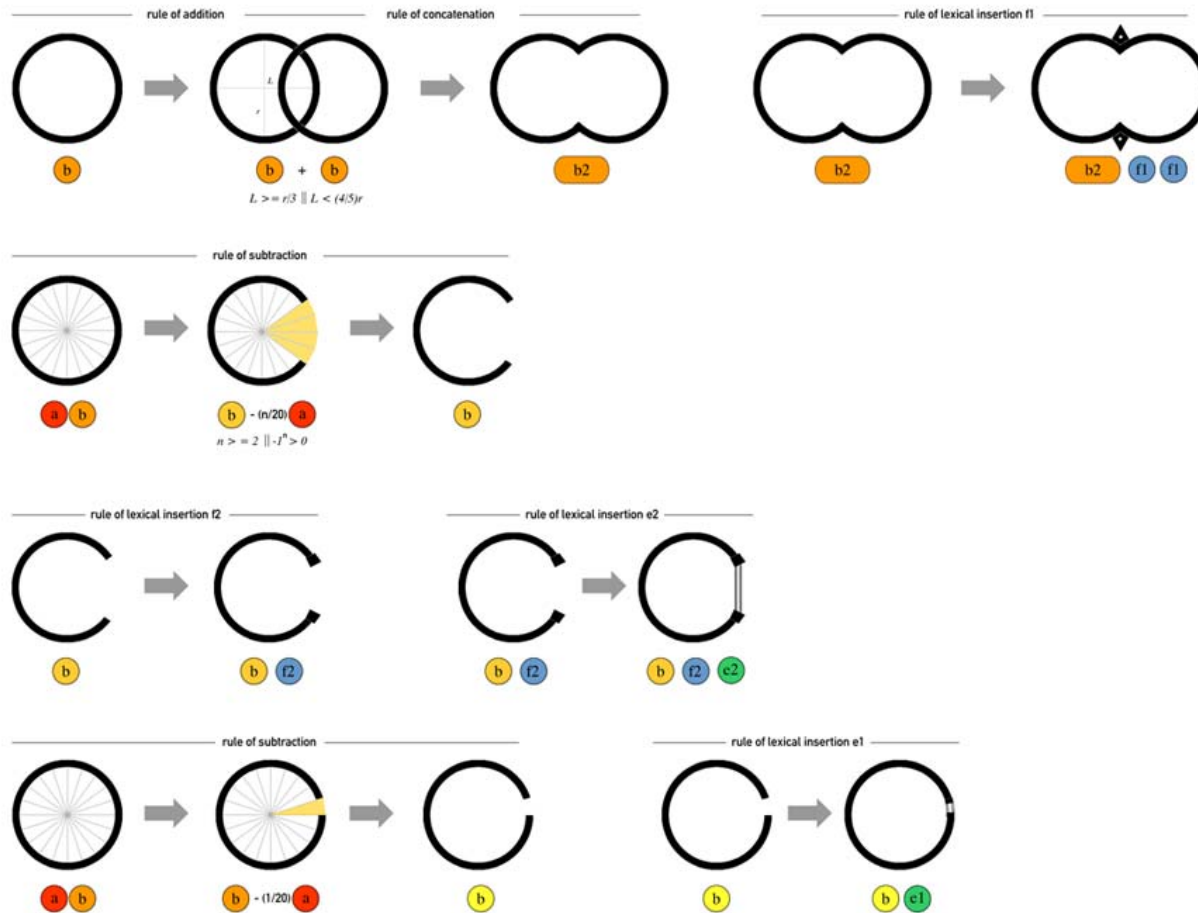 rule of addition
rule of concatenation
rule of lexical insertion f1
L
r
b
b + b
b2
b2
b2 f1 f1
L >= r/3 || L < (4/5)r
rule of subtraction
a b
b - (n/20) a
b
n >= 2 || -1ⁿ > 0
rule of lexical insertion f2
rule of lexical insertion e2
b
b f2
b f2
b f2 e2
rule of subtraction
rule of lexical insertion e1
a b
b - (1/20) a
b
b
b e1